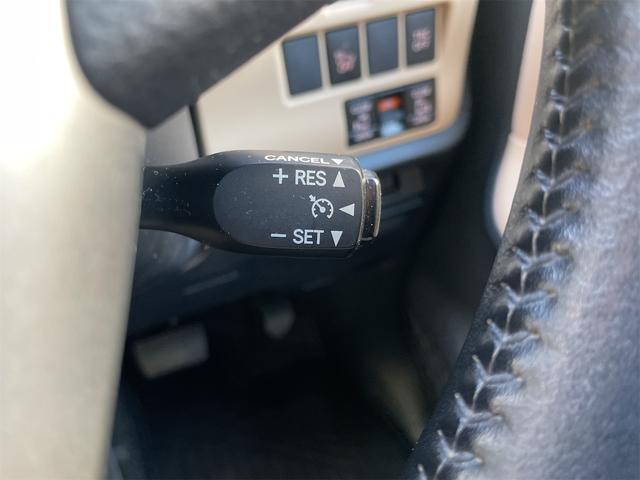 CANCEL▼
+ RES ▲
◀
− SET ▼